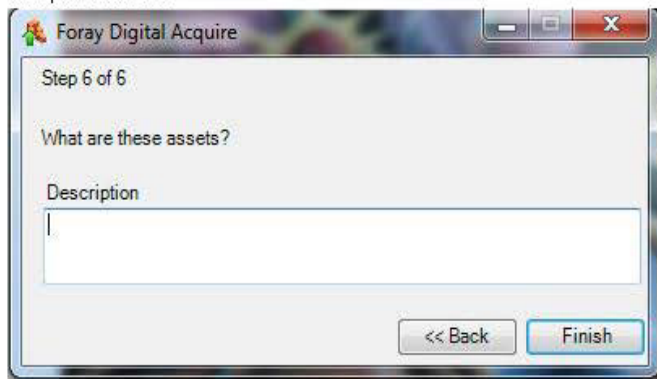 Foray Digital Acquire
Step 6 of 6
What are these assets?
Description
<< Back Finish